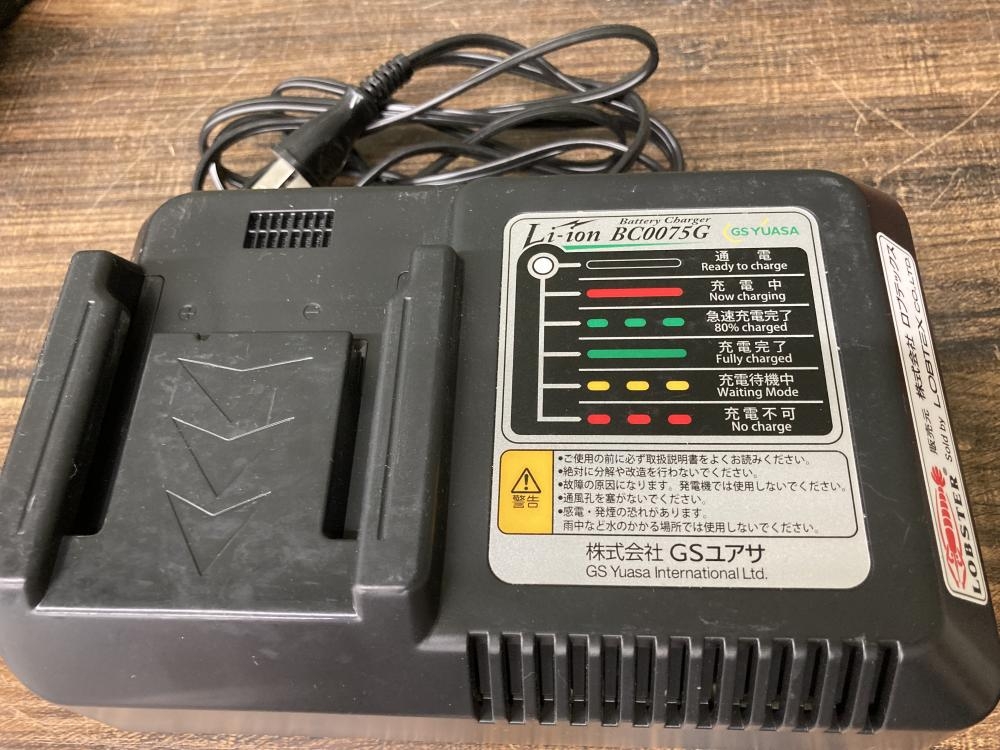 Battery Charger
Li-ion BC0075G
GS YUASA
通電
Ready to charge
充電中
Now charging
急速充電完了
80% charged
充電完了
Fully charged
充電待機中
Waiting Mode
充電不可
No charge
警告
•ご使用の前に必ず取扱説明書をよくお読みください。
•絶対に分解や改造を行わないでください。
•故障の原因になります。発電機では使用しないでください。
•通風孔を塞がないでください。
•感電・発煙の恐れがあります。
雨中など水のかかる場所では使用しないでください。
株式会社 GSユアサ
GS Yuasa International Ltd.
販売元 株式会社 ロブテックス
Sold by LOBTEX CO., LTD.
LOBSTER®